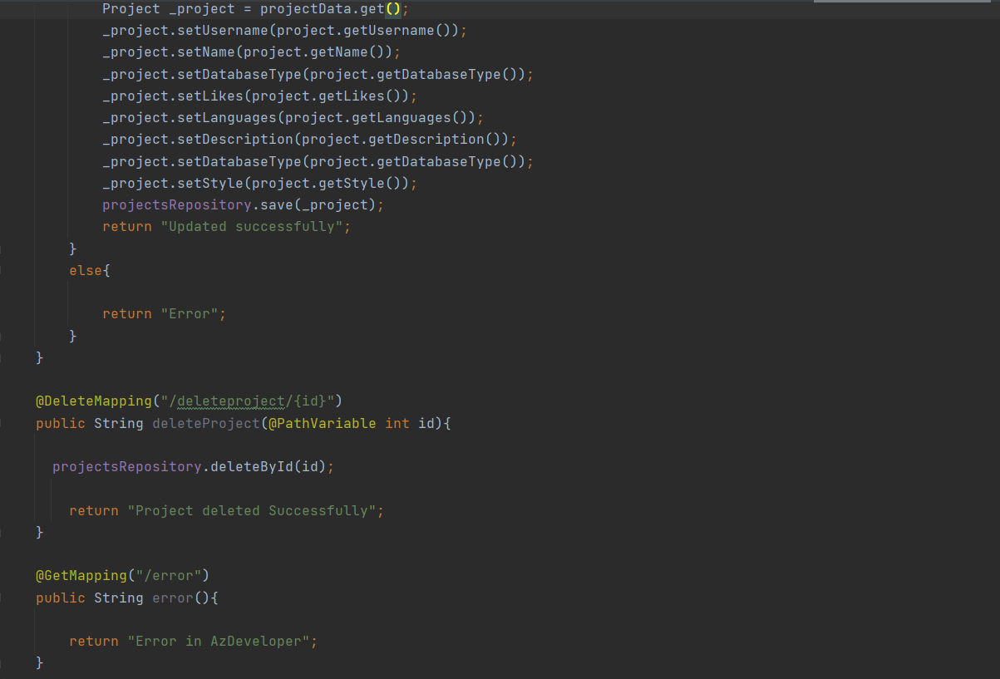 Project _project = projectData.get();
_project.setUsername(project.getUsername());
_project.setName(project.getName());
_project.setDatabaseType(project.getDatabaseType());
_project.setLikes(project.getLikes());
_project.setLanguages(project.getLanguages());
_project.setDescription(project.getDescription());
_project.setDatabaseType(project.getDatabaseType());
_project.setStyle(project.getStyle());
projectsRepository.save(_project);
return "Updated successfully";
}
else{
return "Error";
}
}
@DeleteMapping("/deleteproject/{id}")
public String deleteProject(@PathVariable int id){
projectsRepository.deleteById(id);
return "Project deleted Successfully";
}
@GetMapping("/error")
public String error(){
return "Error in AzDeveloper";
}